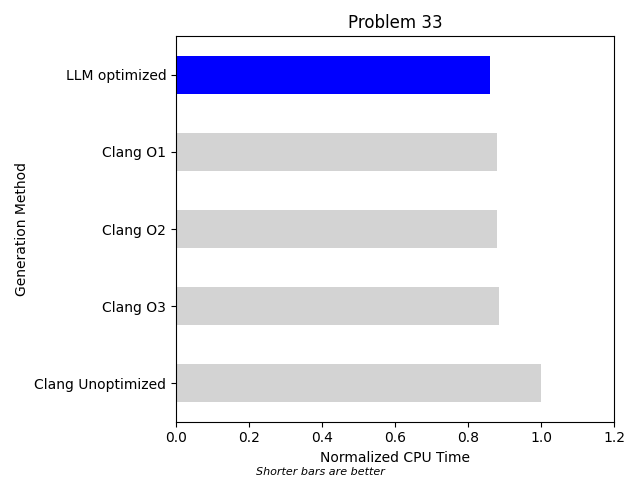 Problem 33
Generation Method
LLM optimized
Clang O1
Clang O2
Clang O3
Clang Unoptimized
0.0 0.2 0.4 0.6 0.8 1.0 1.2
Normalized CPU Time
Shorter bars are better